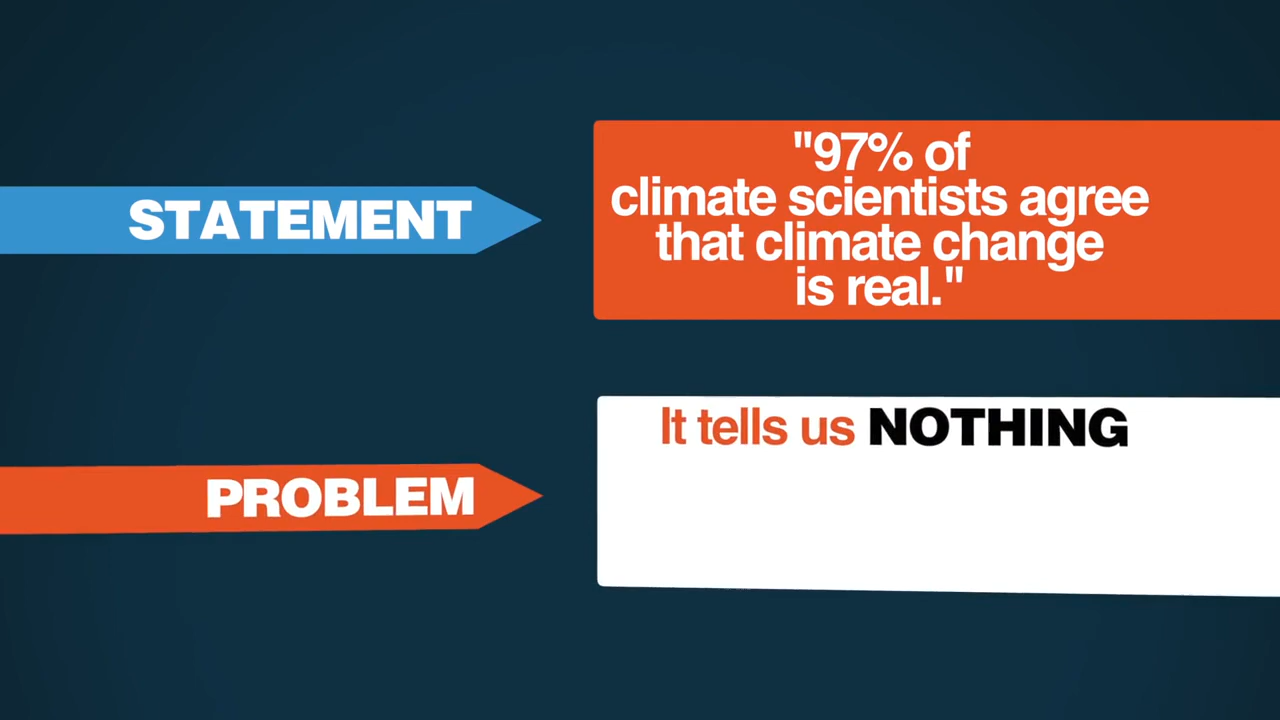 STATEMENT
"97% of
climate scientists agree
that climate change
is real."
PROBLEM
It tells us NOTHING